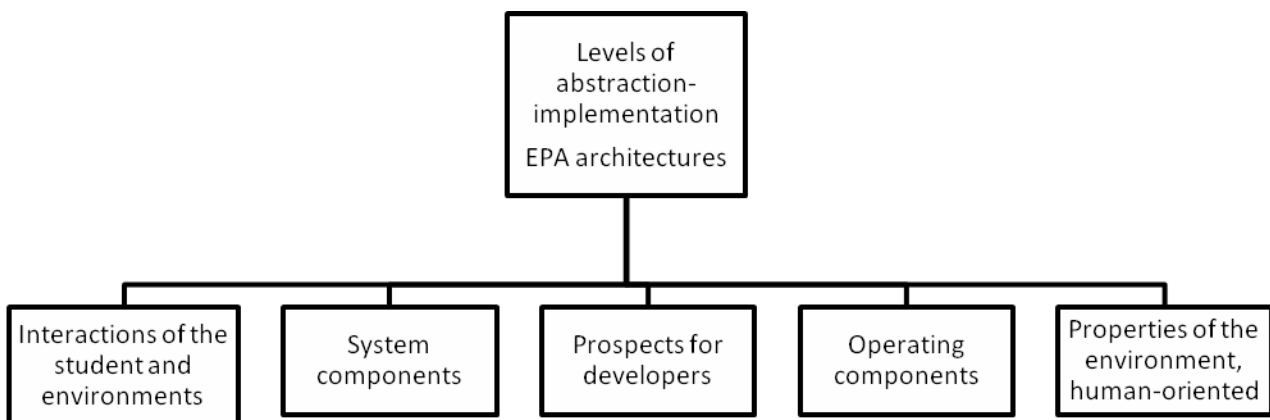 Levels of
abstraction-
implementation
EPA architectures
Interactions of the
student and
environments
System
components
Prospects for
developers
Operating
components
Properties of the
environment,
human-oriented